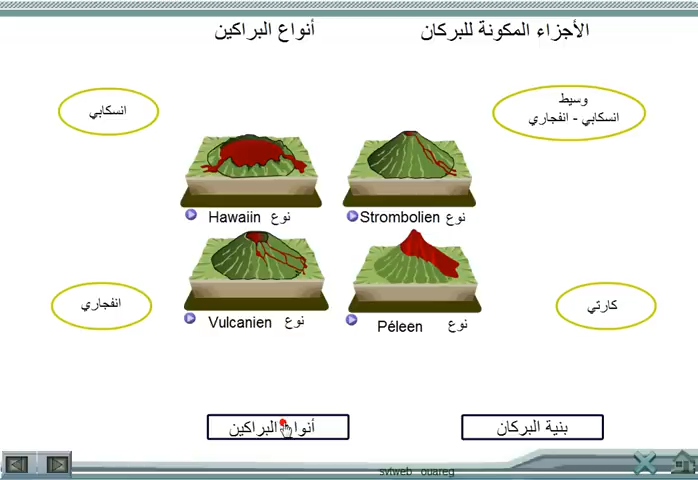 الأجزاء المكونة للبركان
أنواع البراكين
وسيط
انسكابي - انفجاري
انسكابي
نوع Strombolien
نوع Hawaiin
كارثي
انفجاري
نوع Péleen
نوع Vulcanien
بنية البركان
أنواع البراكين
svtweb ouareg